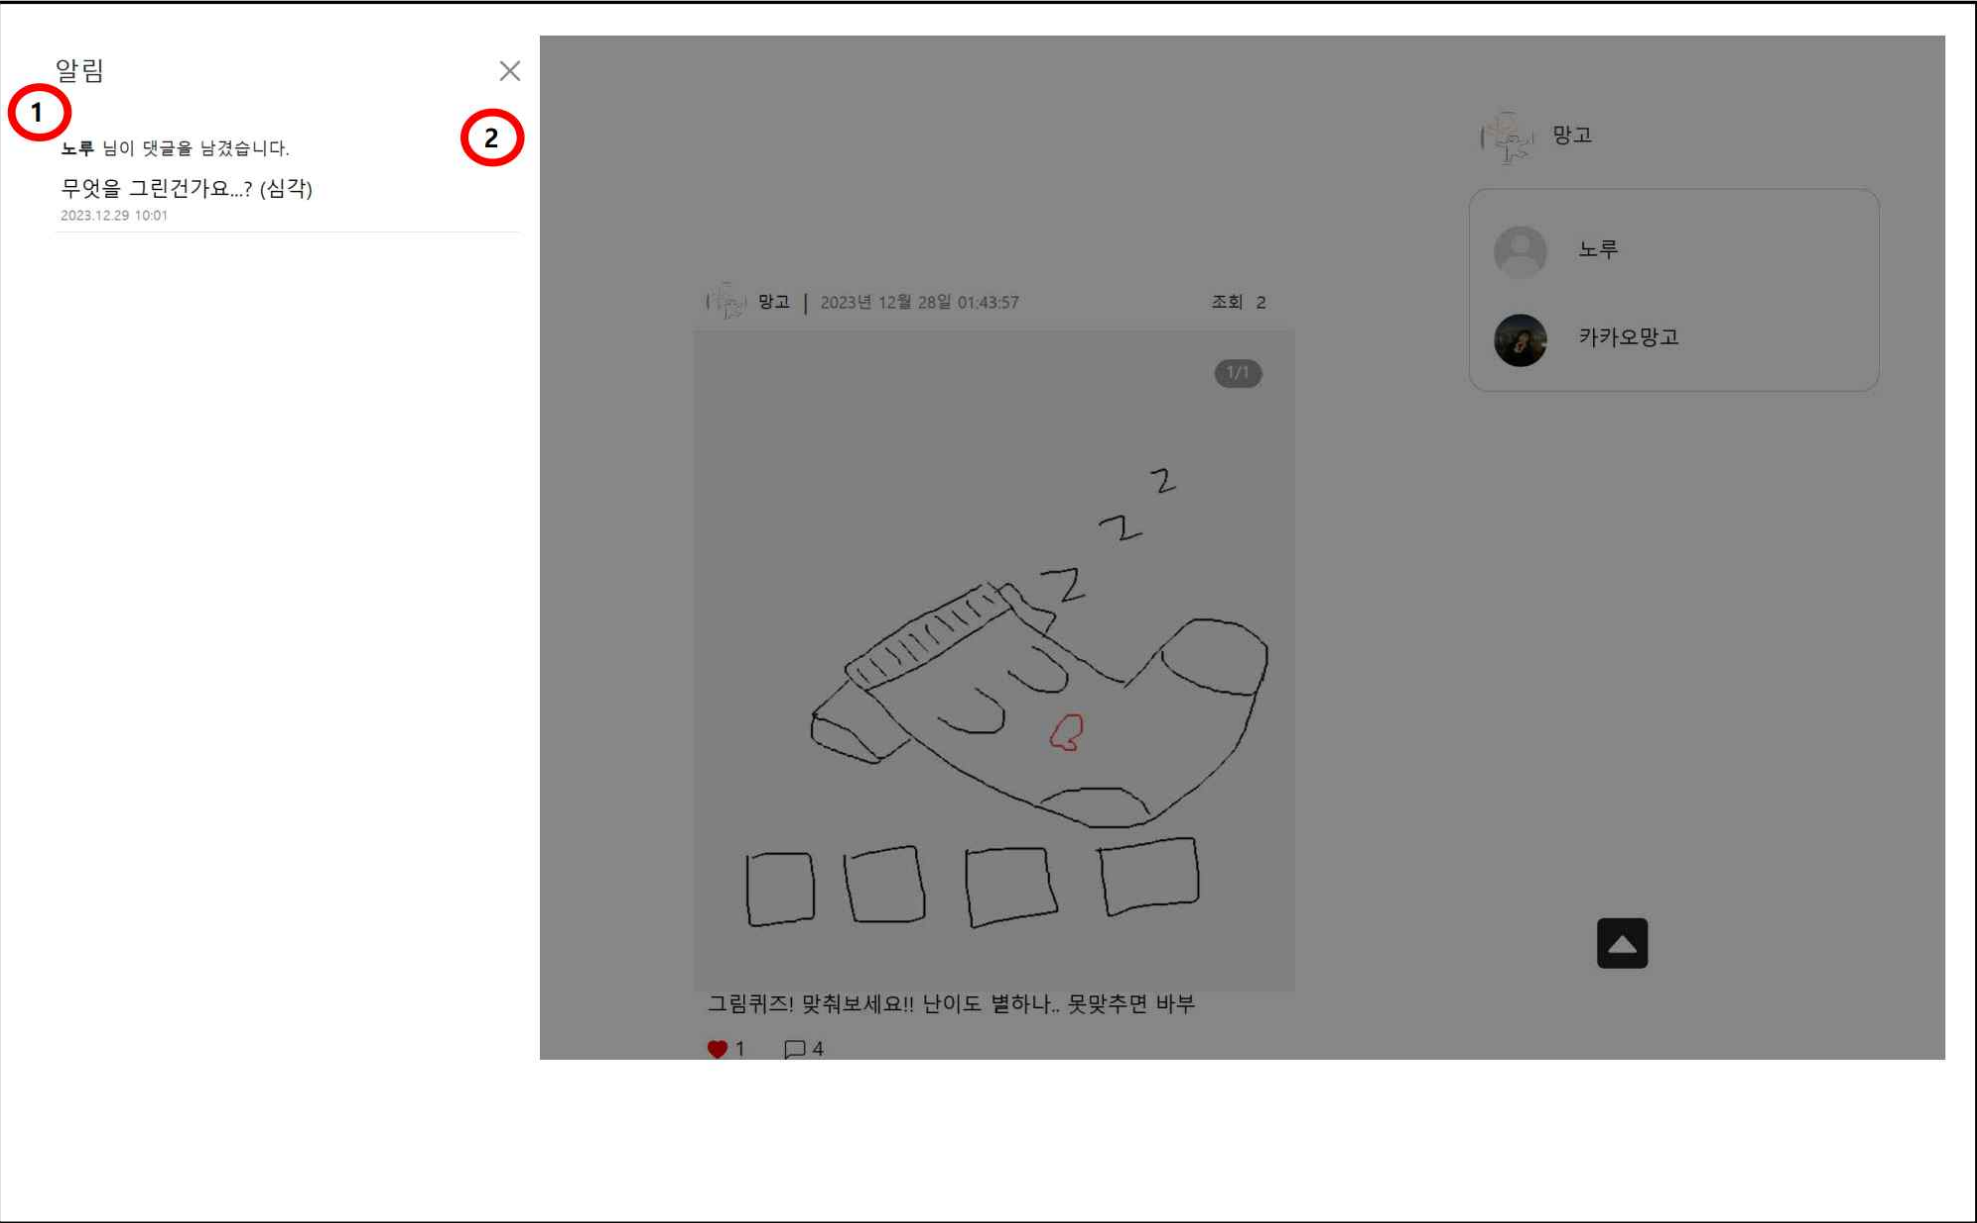 알림
1
2
노루 님이 댓글을 남겼습니다.
무엇을 그린건가요...? (심각)
2023.12.29 10:01
망고
노루
카카오망고
망고 | 2023년 12월 28일 01:43:57
조회 2
1/1
z
z
z
그림퀴즈! 맞춰보세요!! 난이도 별하나.. 못맞추면 바부
1
4